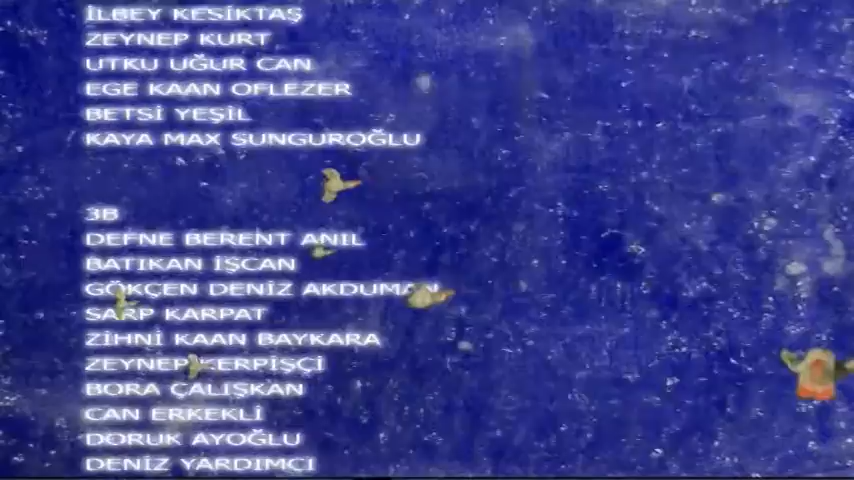 İLBEY KESİKTAŞ
ZEYNEP KURT
UTKU UĞUR CAN
EGE KAAN OFLEZER
BETSİ YEŞİL
KAYA MAX SUNGUROĞLU
3B
DEFNE BERENT ANIL
BATIKAN İŞCAN
GÖKÇEN DENİZ AKDUMAN
SARP KARPAT
ZİHNİ KAAN BAYKARA
ZEYNEP KERPİŞÇİ
BORA ÇALIŞKAN
CAN ERKEKLİ
DORUK AYOĞLU
DENİZ YARDIMCI